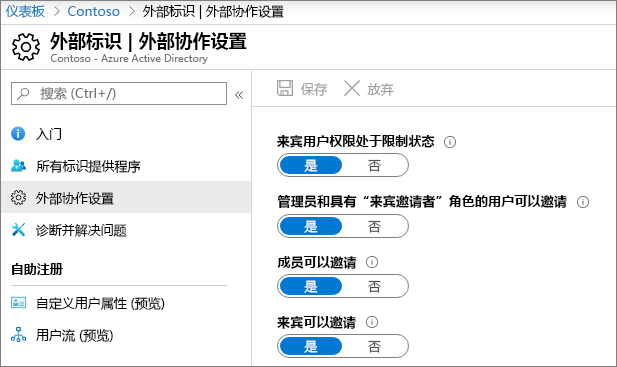 仪表板 > Contoso > 外部标识 | 外部协作设置
外部标识 | 外部协作设置
Contoso - Azure Active Directory
搜索 (Ctrl+/)
«
入门
所有标识提供程序
外部协作设置
诊断并解决问题
自助注册
自定义用户属性 (预览)
用户流 (预览)
保存 放弃
来宾用户权限处于限制状态
是 否
管理员和具有“来宾邀请者”角色的用户可以邀请
是 否
成员可以邀请
是 否
来宾可以邀请
是 否